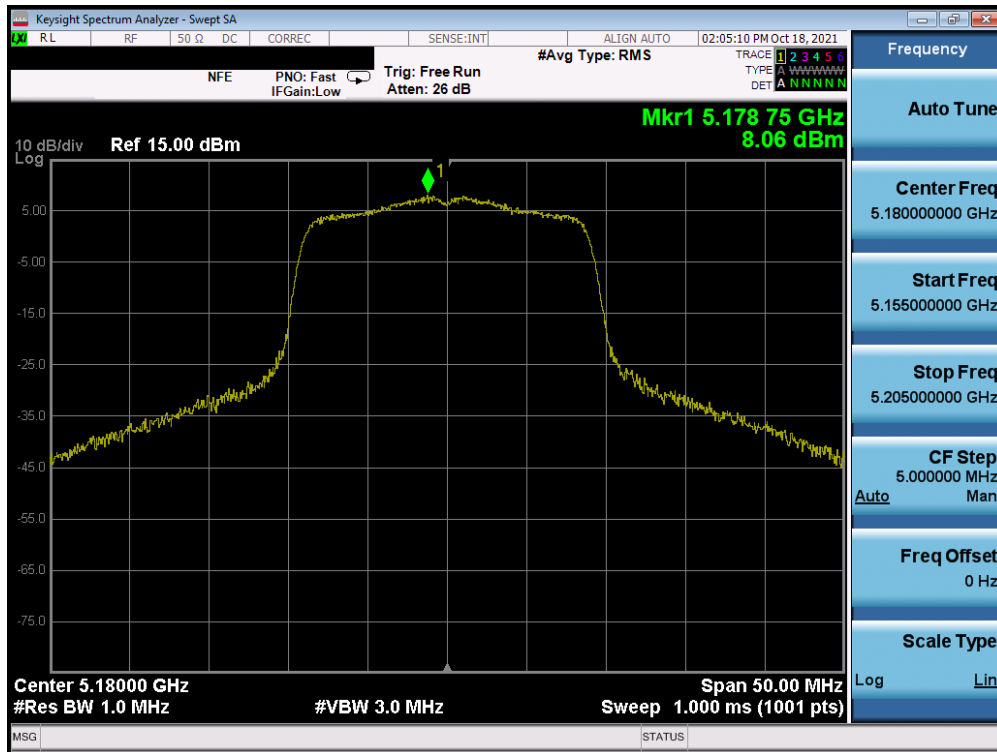 Keysight Spectrum Analyzer - Swept SA
LXI RL RF 50 Ω DC CORREC SENSE:INT ALIGN AUTO 02:05:10 PM Oct 18, 2021
NFE PNO: Fast Trig: Free Run #Avg Type: RMS TRACE 1 2 3 4 5 6
IFGain:Low Atten: 26 dB TYPE A WWWWW
DET A N N N N N
Mkr1 5.178 75 GHz
8.06 dBm
10 dB/div Ref 15.00 dBm
Log
1
5.00
-5.00
-15.0
-25.0
-35.0
-45.0
-55.0
-65.0
-75.0
Center 5.18000 GHz Span 50.00 MHz
#Res BW 1.0 MHz #VBW 3.0 MHz Sweep 1.000 ms (1001 pts)
MSG STATUS
Frequency
Auto Tune
Center Freq
5.180000000 GHz
Start Freq
5.155000000 GHz
Stop Freq
5.205000000 GHz
CF Step
5.000000 MHz
Auto Man
Freq Offset
0 Hz
Scale Type
Log Lin